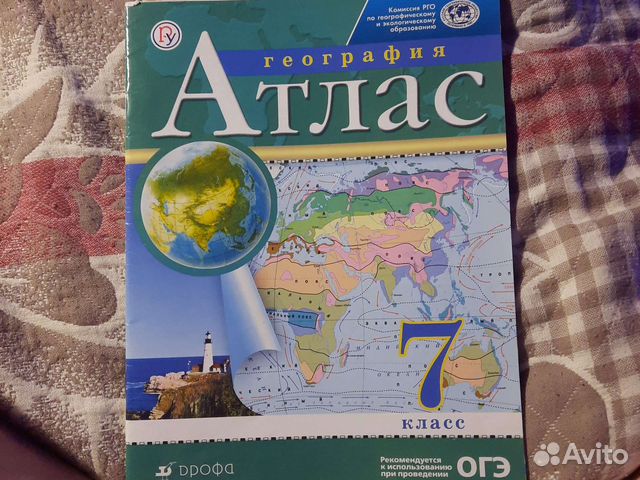 Комиссия РГО
по географическому
и экологическому
образованию
география
Атлас
7
класс
дрофа
Рекомендуется
к использованию
при проведении
ОГЭ
Avito